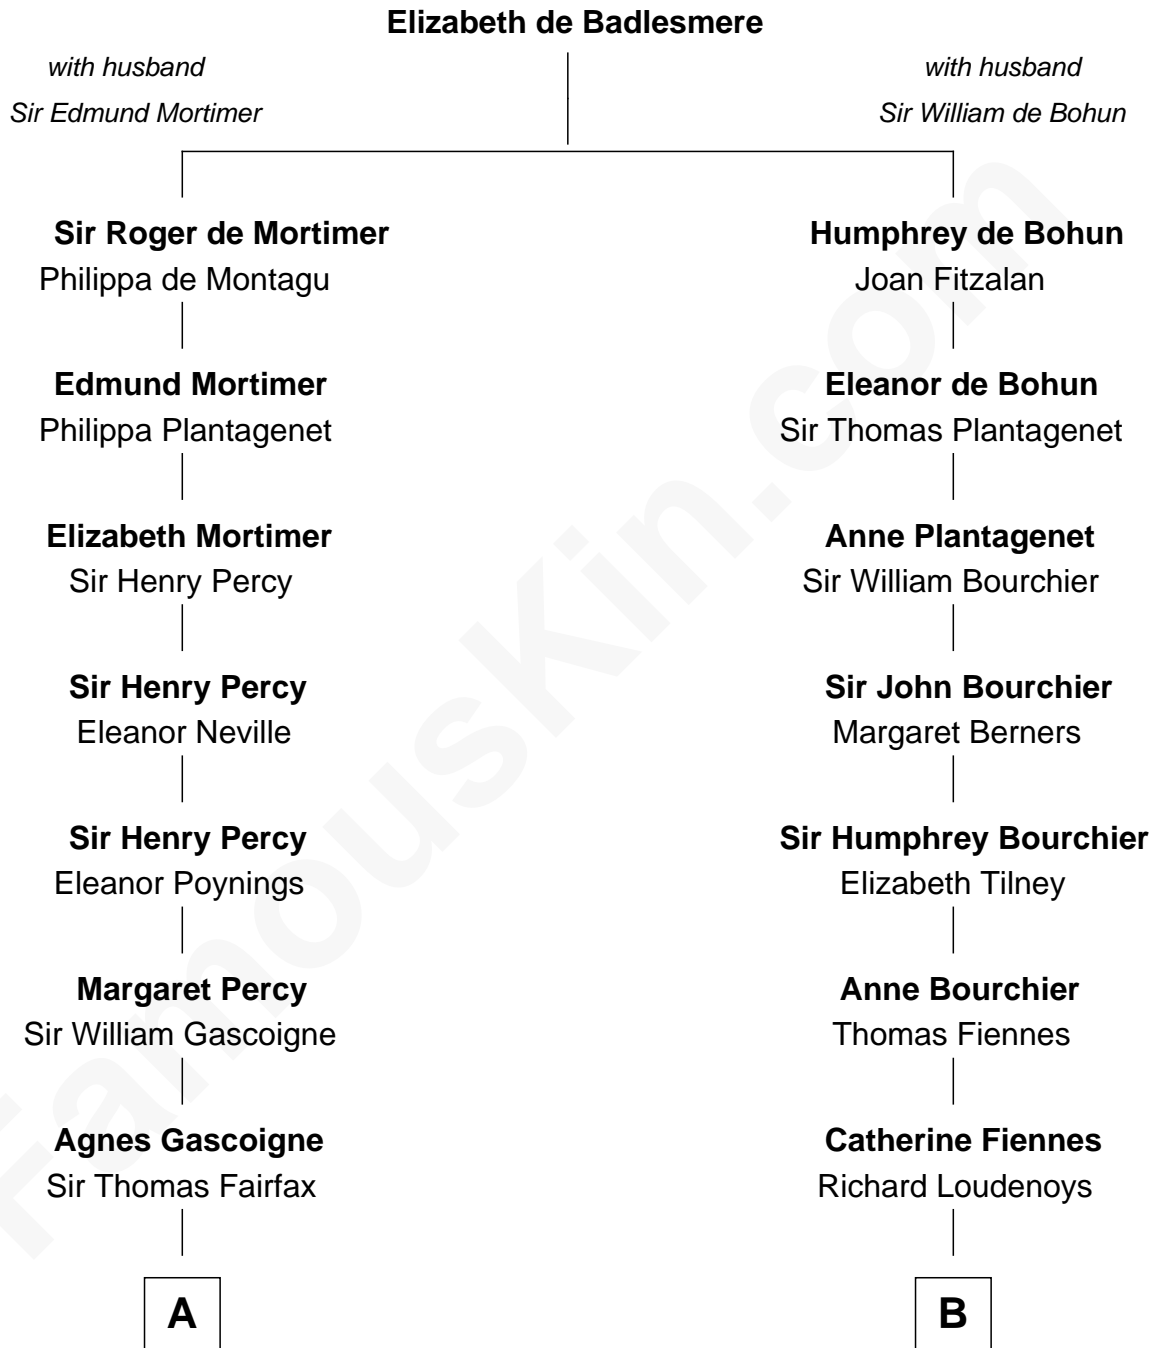 Elizabeth de Badlesmere
with husband
Sir Edmund Mortimer
with husband
Sir William de Bohun
Sir Roger de Mortimer
Philippa de Montagu
Humphrey de Bohun
Joan Fitzalan
Edmund Mortimer
Philippa Plantagenet
Eleanor de Bohun
Sir Thomas Plantagenet
Elizabeth Mortimer
Sir Henry Percy
Anne Plantagenet
Sir William Bourchier
Sir Henry Percy
Eleanor Neville
Sir John Bourchier
Margaret Berners
Sir Henry Percy
Eleanor Poynings
Sir Humphrey Bourchier
Elizabeth Tilney
Margaret Percy
Sir William Gascoigne
Anne Bourchier
Thomas Fiennes
Agnes Gascoigne
Sir Thomas Fairfax
Catherine Fiennes
Richard Loudenoys
A
B
FamousKin.com